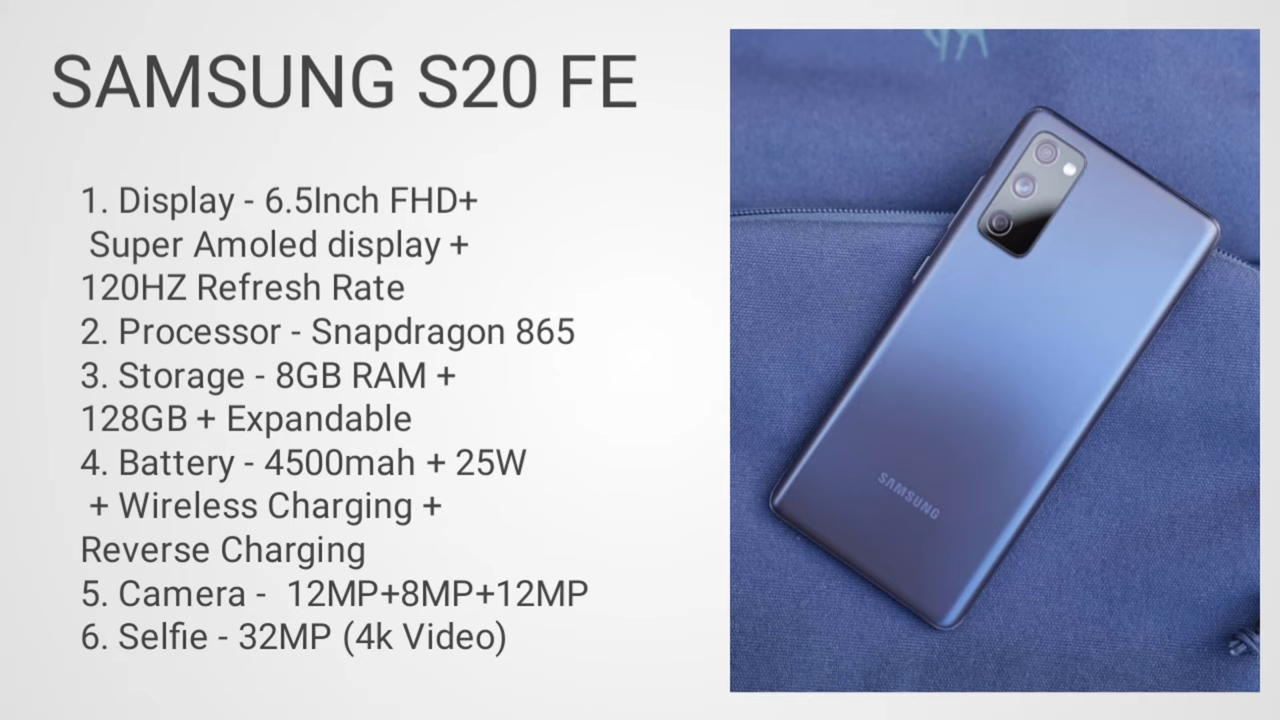 SAMSUNG S20 FE
1. Display - 6.5Inch FHD+
Super Amoled display +
120HZ Refresh Rate
2. Processor - Snapdragon 865
3. Storage - 8GB RAM +
128GB + Expandable
4. Battery - 4500mah + 25W
+ Wireless Charging +
Reverse Charging
5. Camera -  12MP+8MP+12MP
6. Selfie - 32MP (4k Video)
SAMSUNG